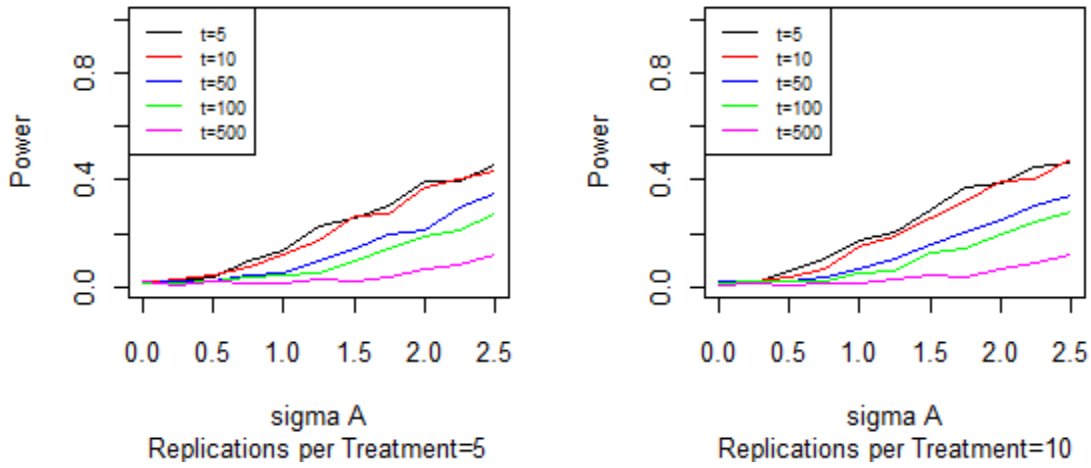 t=5
t=10
t=50
t=100
t=500
Power
0.0 0.4 0.8
0.0 0.5 1.0 1.5 2.0 2.5
sigma A
Replications per Treatment=5
t=5
t=10
t=50
t=100
t=500
Power
0.0 0.4 0.8
0.0 0.5 1.0 1.5 2.0 2.5
sigma A
Replications per Treatment=10